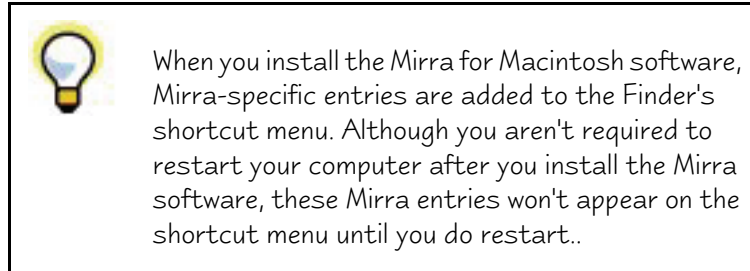 When you install the Mirra for Macintosh software,
Mirra-specific entries are added to the Finder's
shortcut menu. Although you aren't required to
restart your computer after you install the Mirra
software, these Mirra entries won't appear on the
shortcut menu until you do restart..